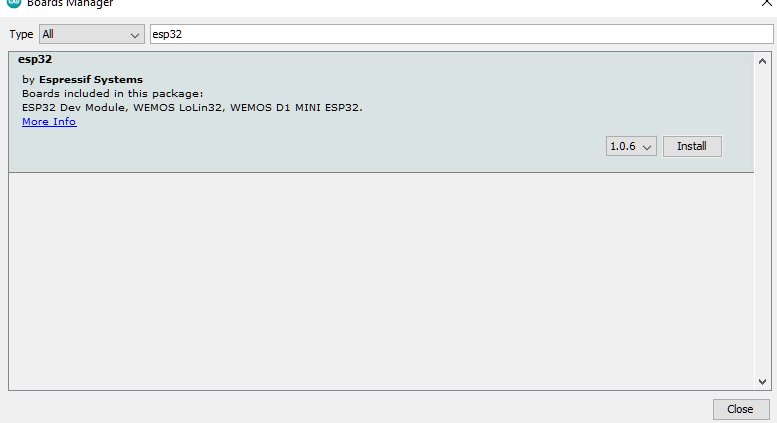 Boards Manager
Type All esp32
esp32
by Espressif Systems
Boards included in this package:
ESP32 Dev Module, WEMOS LoLin32, WEMOS D1 MINI ESP32.
More Info
1.0.6 Install
Close